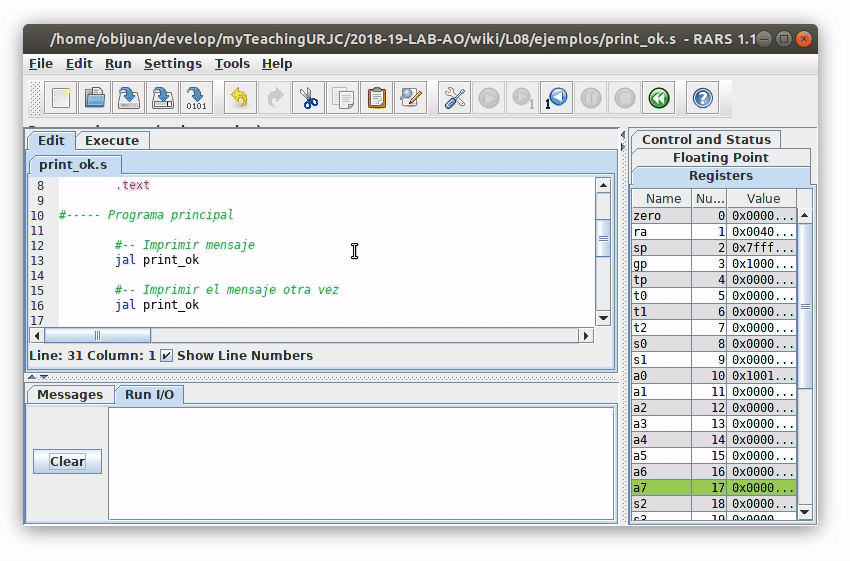 /home/obijuan/develop/myTeachingURJC/2018-19-LAB-AO/wiki/L08/ejemplos/print_ok.s - RARS 1.1
File Edit Run Settings Tools Help
0101
1
1
?
Edit Execute
print_ok.s
8 .text
9
10 #----- Programa principal
11
12 #-- Imprimir mensaje
13 jal print_ok
14
15 #-- Imprimir el mensaje otra vez
16 jal print_ok
17
Line: 31 Column: 1 Show Line Numbers
Messages Run I/O
Clear
Control and Status
Floating Point
Registers
Name Nu... Value
zero 0 0x0000...
ra 1 0x0040...
sp 2 0x7fff...
gp 3 0x1000...
tp 4 0x0000...
t0 5 0x0000...
t1 6 0x0000...
t2 7 0x0000...
s0 8 0x0000...
s1 9 0x0000...
a0 10 0x1001...
a1 11 0x0000...
a2 12 0x0000...
a3 13 0x0000...
a4 14 0x0000...
a5 15 0x0000...
a6 16 0x0000...
a7 17 0x0000...
s2 18 0x0000...
s3 19 0x0000...